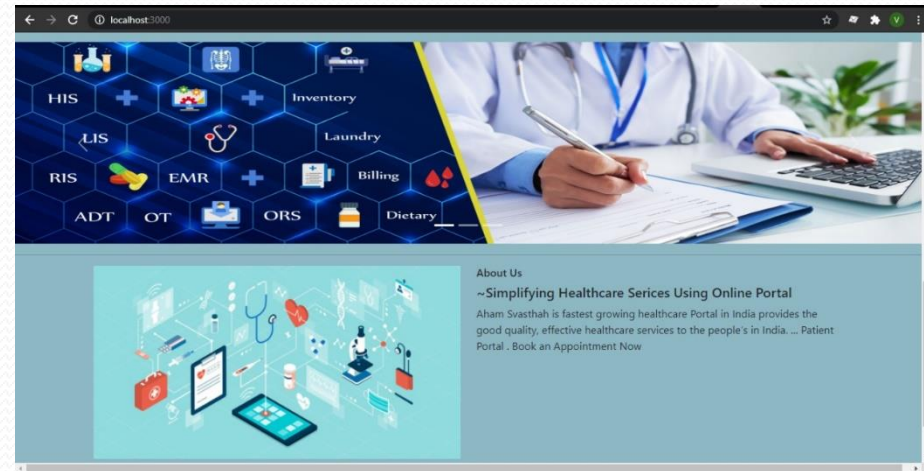 localhost:3000
V
HIS
Inventory
LIS
Laundry
RIS
EMR
Billing
ADT
OT
ORS
Dietary
About Us
~Simplifying Healthcare Serices Using Online Portal
Aham Svasthah is fastest growing healthcare Portal in India provides the
good quality, effective healthcare services to the people's in India. ... Patient
Portal . Book an Appointment Now